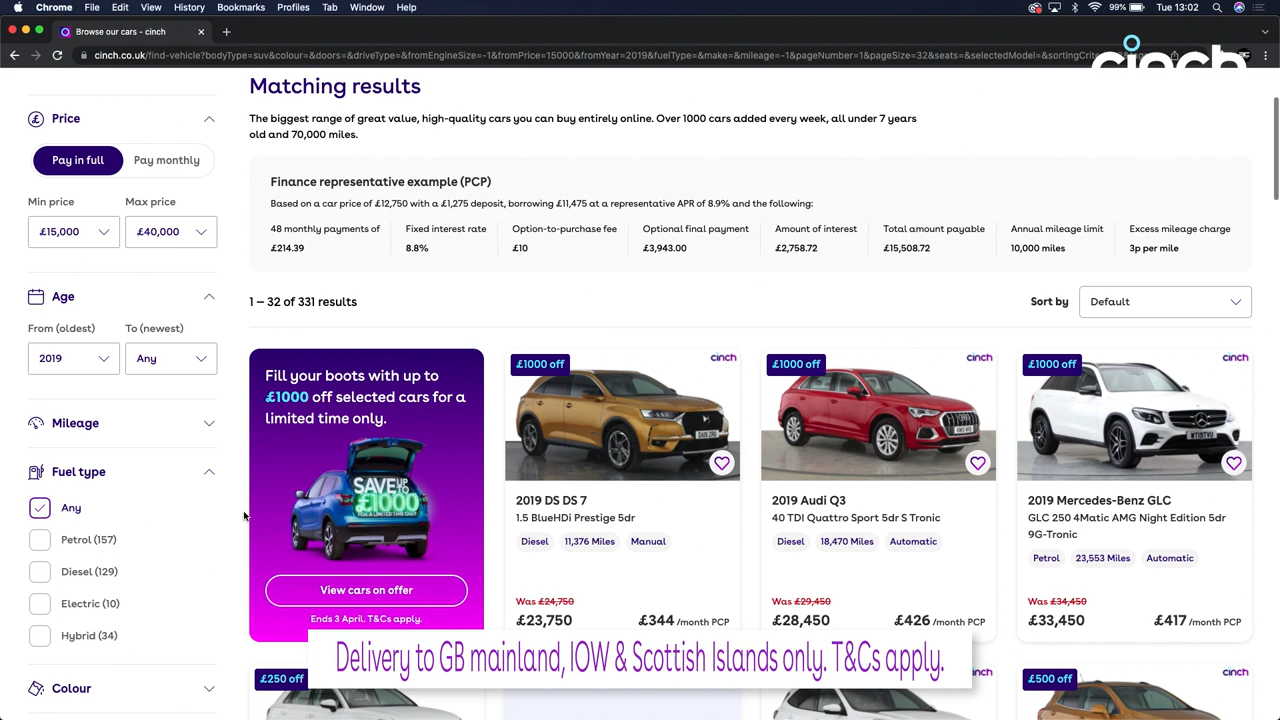 Chrome File Edit View History Bookmarks Profiles Tab Window Help
99% Tue 13:02
Browse our cars - cinch
cinch.co.uk/find-vehicle?bodyType=suv&colour=&doors=&driveType=&fromEngineSize=-1&fromPrice=15000&fromYear=2019&fuelType=&make=&mileage=-1&pageNumber=1&pageSize=32&seats=&selectedModel=&sortingCrite
cinch
Matching results
The biggest range of great value, high-quality cars you can buy entirely online. Over 1000 cars added every week, all under 7 years
old and 70,000 miles.
Price
Pay in full Pay monthly
Min price Max price
£15,000 £40,000
Age
From (oldest) To (newest)
2019 Any
Mileage
Fuel type
Any
Petrol (157)
Diesel (129)
Electric (10)
Hybrid (34)
Colour
Finance representative example (PCP)
Based on a car price of £12,750 with a £1,275 deposit, borrowing £11,475 at a representative APR of 8.9% and the following:
48 monthly payments of Fixed interest rate Option-to-purchase fee Optional final payment Amount of interest Total amount payable Annual mileage limit Excess mileage charge
£214.39 8.8% £10 £3,943.00 £2,758.72 £15,508.72 10,000 miles 3p per mile
1 – 32 of 331 results
Sort by Default
Fill your boots with up to
£1000 off selected cars for a
limited time only.
SAVE UP TO
£1000
FOR A LIMITED TIME ONLY
View cars on offer
Ends 3 April. T&Cs apply.
£1000 off
cinch
2019 DS DS 7
1.5 BlueHDi Prestige 5dr
Diesel 11,376 Miles Manual
Was £24,750
£23,750 £344 /month PCP
£1000 off
cinch
2019 Audi Q3
40 TDI Quattro Sport 5dr S Tronic
Diesel 18,470 Miles Automatic
Was £29,450
£28,450 £426 /month PCP
£1000 off
cinch
2019 Mercedes-Benz GLC
GLC 250 4Matic AMG Night Edition 5dr
9G-Tronic
Petrol 23,553 Miles Automatic
Was £34,450
£33,450 £417 /month PCP
Delivery to GB mainland, IOW & Scottish Islands only. T&Cs apply.
£250 off
cinch
cinch
£500 off
cinch